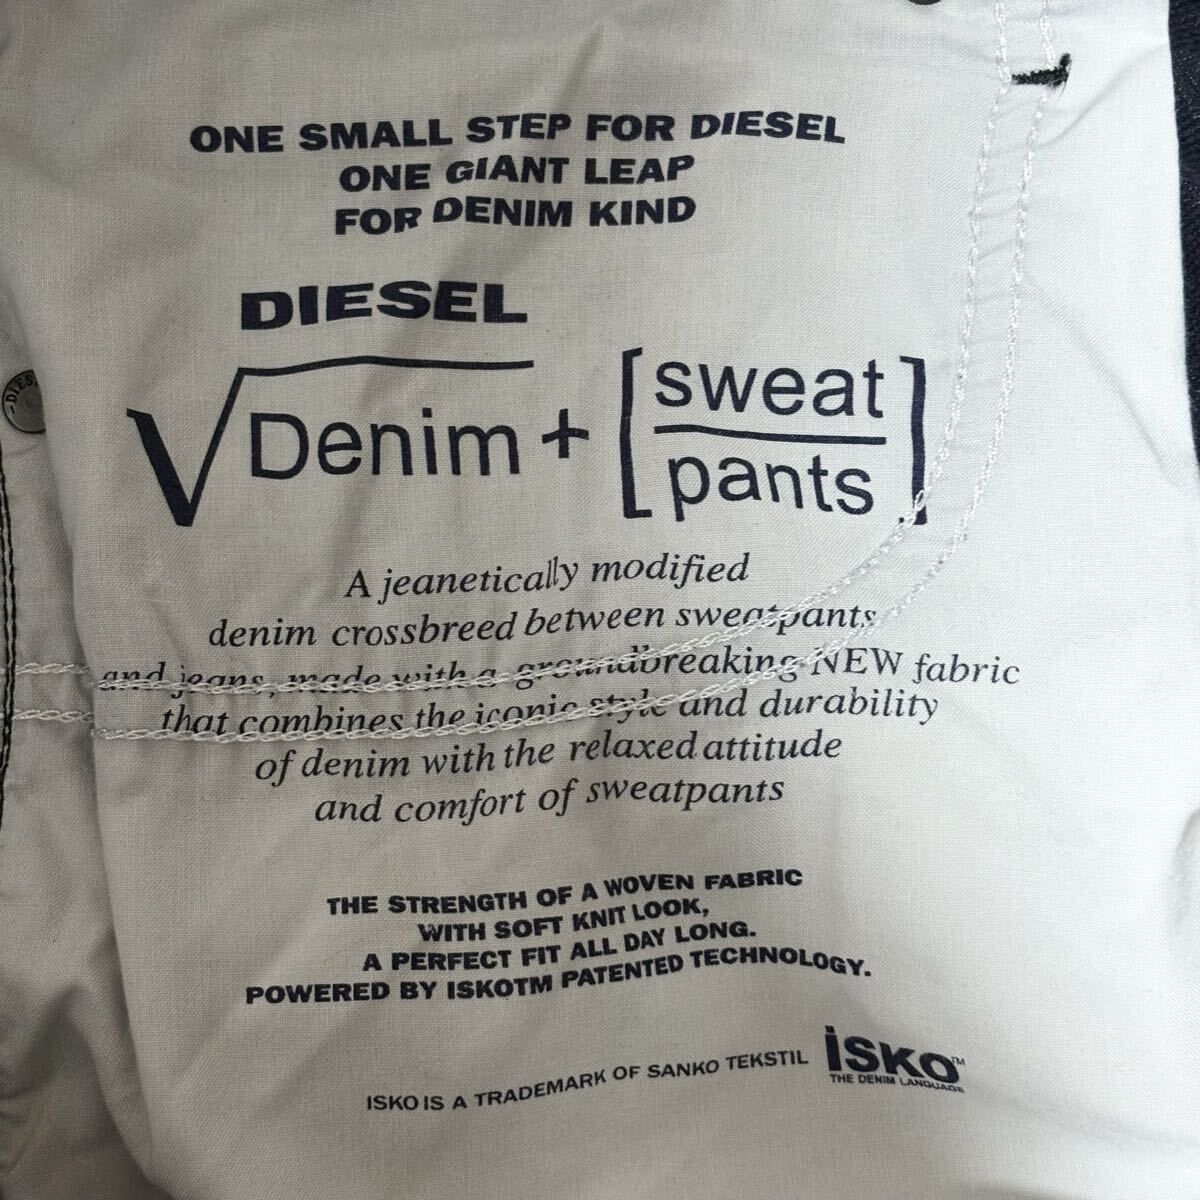 ONE SMALL STEP FOR DIESEL
ONE GIANT LEAP
FOR DENIM KIND
DIESEL
√Denim + [sweat
pants]
A jeanetically modified
denim crossbreed between sweatpants
and jeans, made with a groundbreaking NEW fabric
that combines the iconic style and durability
of denim with the relaxed attitude
and comfort of sweatpants
THE STRENGTH OF A WOVEN FABRIC
WITH SOFT KNIT LOOK,
A PERFECT FIT ALL DAY LONG.
POWERED BY ISKOTM PATENTED TECHNOLOGY.
ISKO IS A TRADEMARK OF SANKO TEKSTIL
İSKO™
THE DENIM LANGUAGE